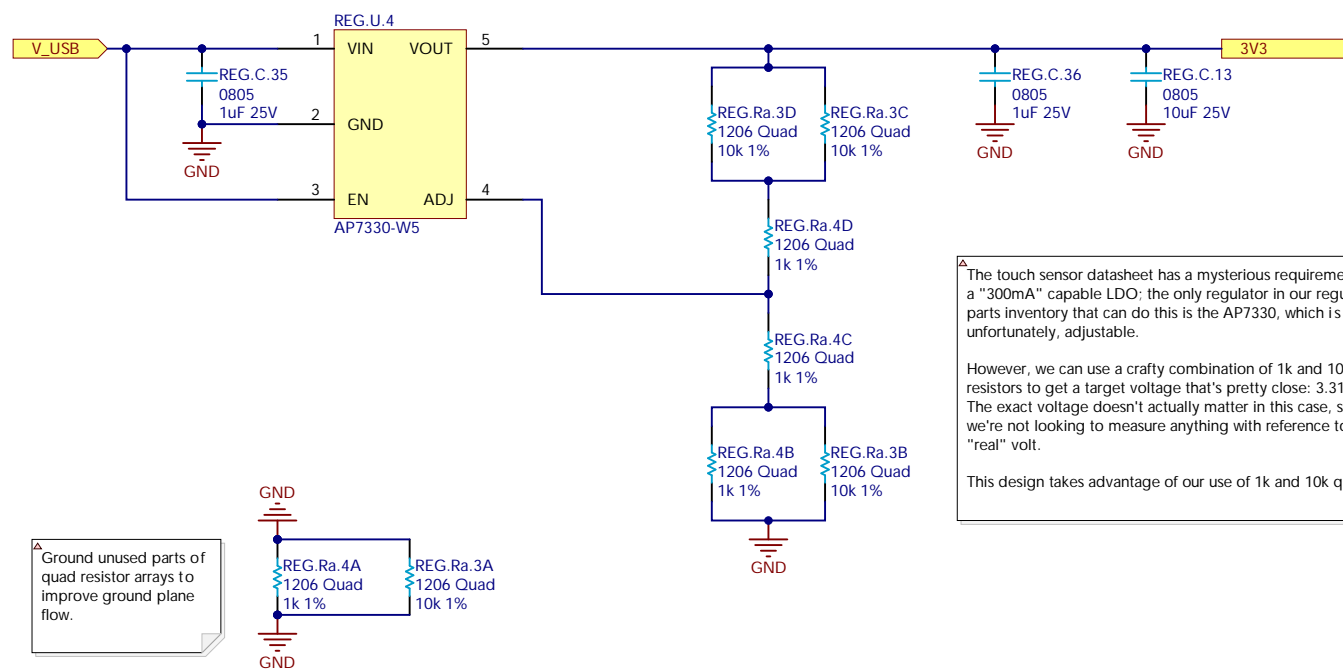 REG.U.4
V_USB
1
VIN
VOUT
5
3V3
REG.C.35
0805
1uF 25V
2
GND
GND
3
EN
ADJ
4
AP7330-W5
REG.Ra.3D
1206 Quad
10k 1%
REG.Ra.3C
1206 Quad
10k 1%
REG.C.36
0805
1uF 25V
GND
REG.C.13
0805
10uF 25V
GND
REG.Ra.4D
1206 Quad
1k 1%
REG.Ra.4C
1206 Quad
1k 1%
REG.Ra.4B
1206 Quad
1k 1%
REG.Ra.3B
1206 Quad
10k 1%
GND
The touch sensor datasheet has a mysterious
a "300mA" capable LDO; the only regulator in our
parts inventory that can do this is the AP7330, which is
unfortunately, adjustable.
However, we can use a crafty combination of 1k and
resistors to get a target voltage that's pretty close: 3.31
The exact voltage doesn't actually matter in this case,
we're not looking to measure anything with reference
"real" volt.
This design takes advantage of our use of 1k and 10k
GND
REG.Ra.4A
1206 Quad
1k 1%
REG.Ra.3A
1206 Quad
10k 1%
GND
Ground unused parts of
quad resistor arrays to
improve ground plane
flow.